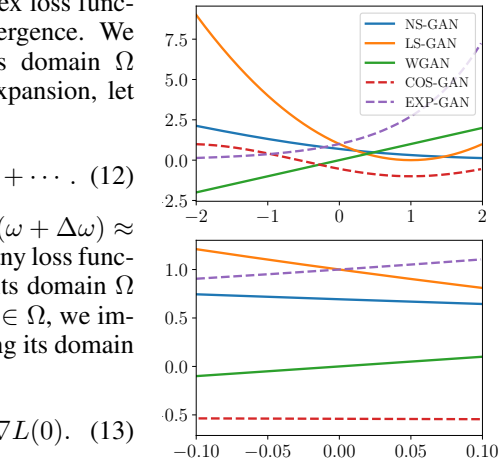 ex loss func-
ergence. We
s domain Ω
xpansion, let
+ ⋯ . (12)
(ω + Δω) ≈
ny loss func-
its domain Ω
∈ Ω, we im-
ng its domain
∇L(0). (13)
7.5
5.0
2.5
0.0
2.5
−2
−1
0
1
2
NS-GAN
LS-GAN
WGAN
COS-GAN
EXP-GAN
1.0
0.5
0.0
0.5
−0.10
−0.05
0.00
0.05
0.10